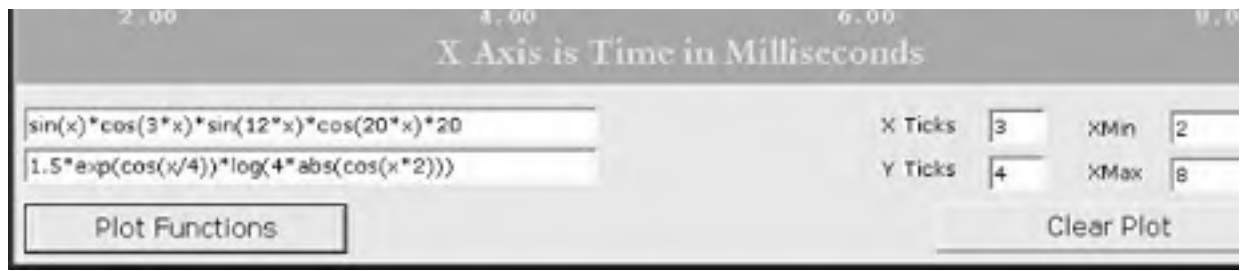 2.00 4.00 6.00 8.0
X Axis is Time in Milliseconds
sin(x)*cos(3*x)*sin(12*x)*cos(20*x)*20 X Ticks 3 XMin 2
1.5*exp(cos(x/4))*log(4*abs(cos(x*2))) Y Ticks 4 XMax 8
Plot Functions Clear Plot